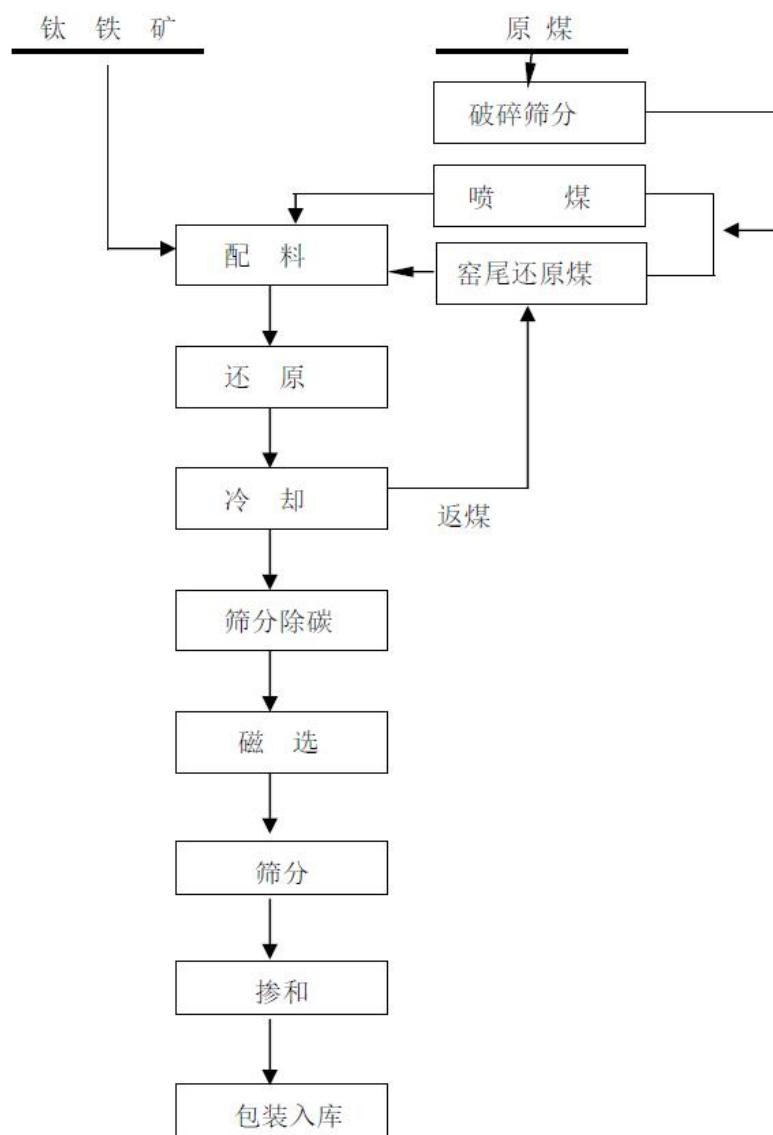 钛 铁 矿
原 煤
破碎筛分
喷 煤
配 料
窑尾还原煤
还 原
冷 却
返煤
筛分除碳
磁 选
筛分
掺和
包装入库